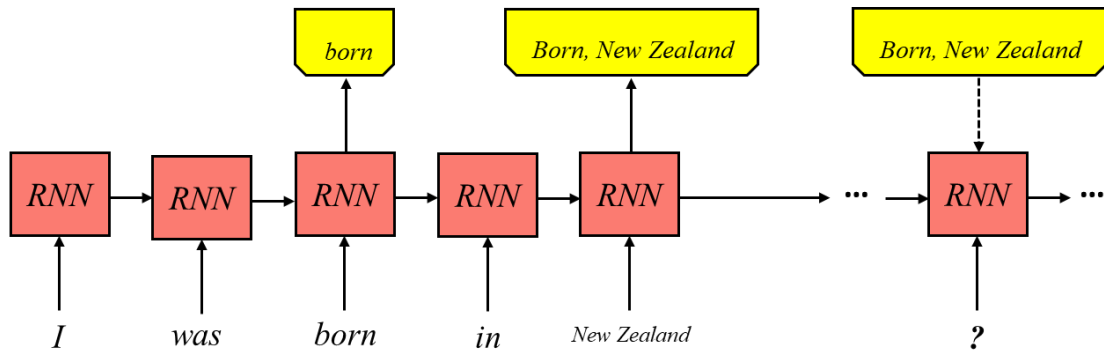 born
Born, New Zealand
Born, New Zealand
RNN
RNN
RNN
RNN
RNN
...
RNN
...
I
was
born
in
New Zealand
?